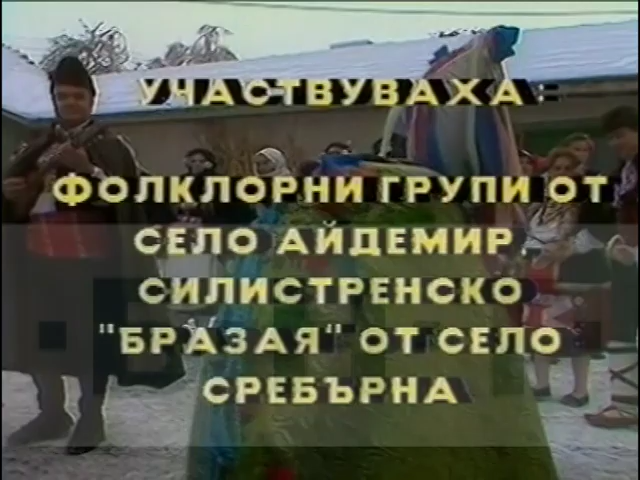 УЧАСТВУВАХА:
ФОЛКЛОРНИ ГРУПИ ОТ
СЕЛО АЙДЕМИР
СИЛИСТРЕНСКО
"БРАЗАЯ" ОТ СЕЛО
СРЕБЪРНА